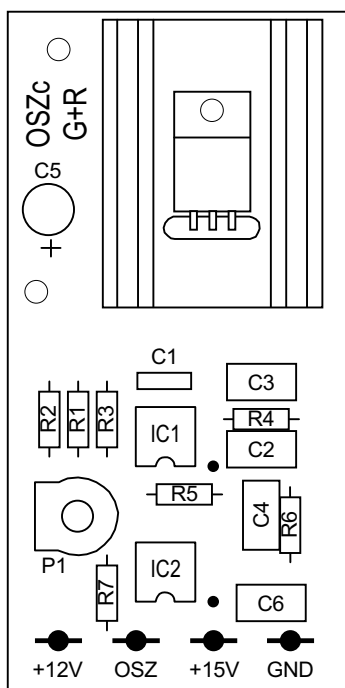 OSZc
G+R
C5
+
C1
C3
R2
R1
R3
R4
IC1
C2
R5
C4
R6
P1
IC2
R7
C6
+12V
OSZ
+15V
GND